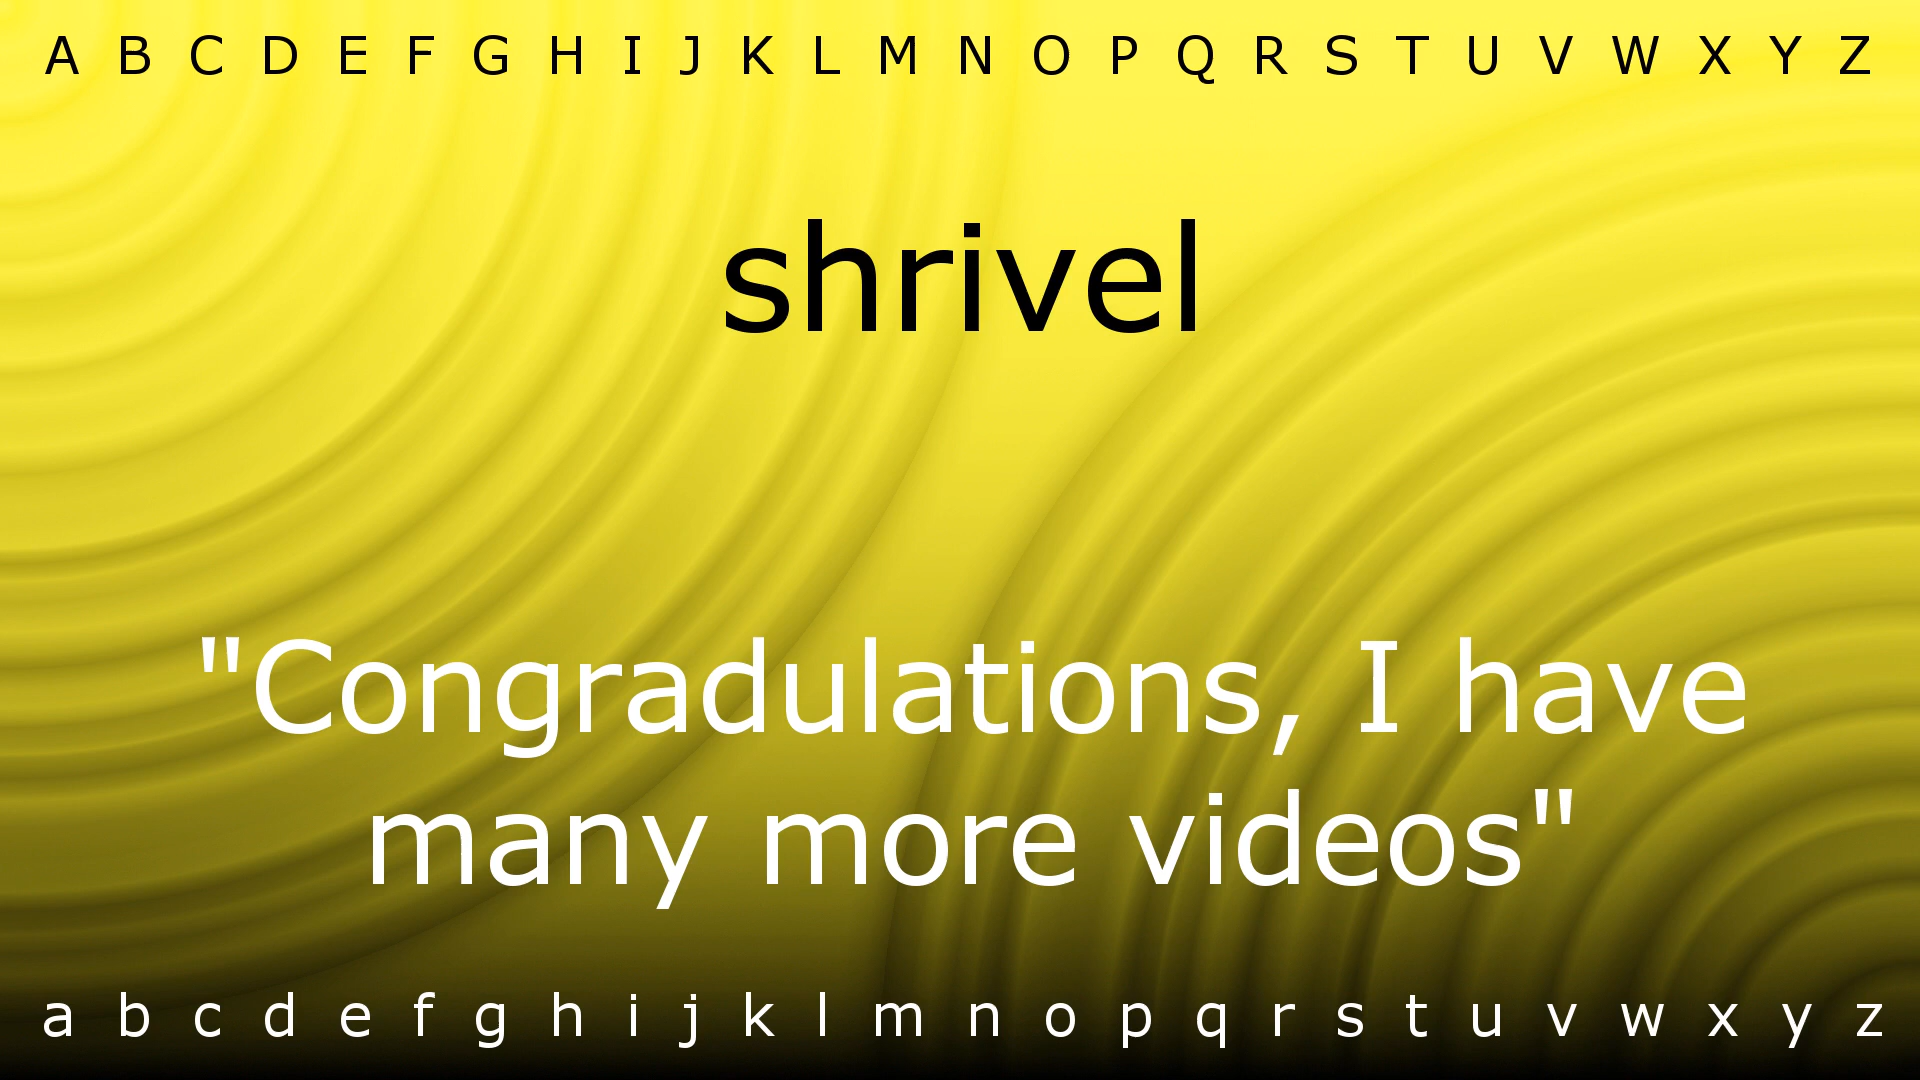 A B C D E F G H I J K L M N O P Q R S T U V W X Y Z
shrivel
"Congradulations, I have
many more videos"
a b c d e f g h i j k l m n o p q r s t u v w x y z